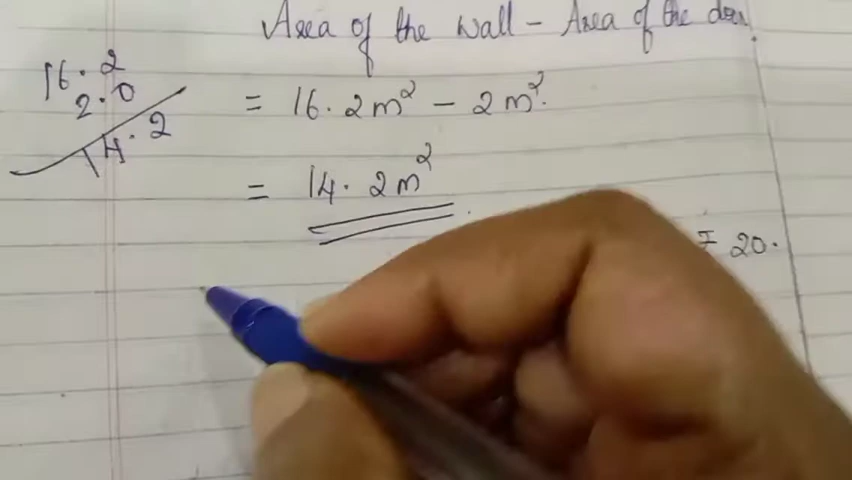 Area of the wall - Area of the door.
16.2
2.0
14.2
= 16.2m² - 2m².
= 14.2m²
₹ 20.